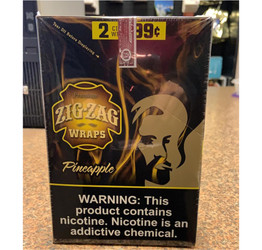 2 99¢
ZIG-ZAG
WRAPS
Pineapple
WARNING: This
product contains
nicotine. Nicotine is an
addictive chemical.